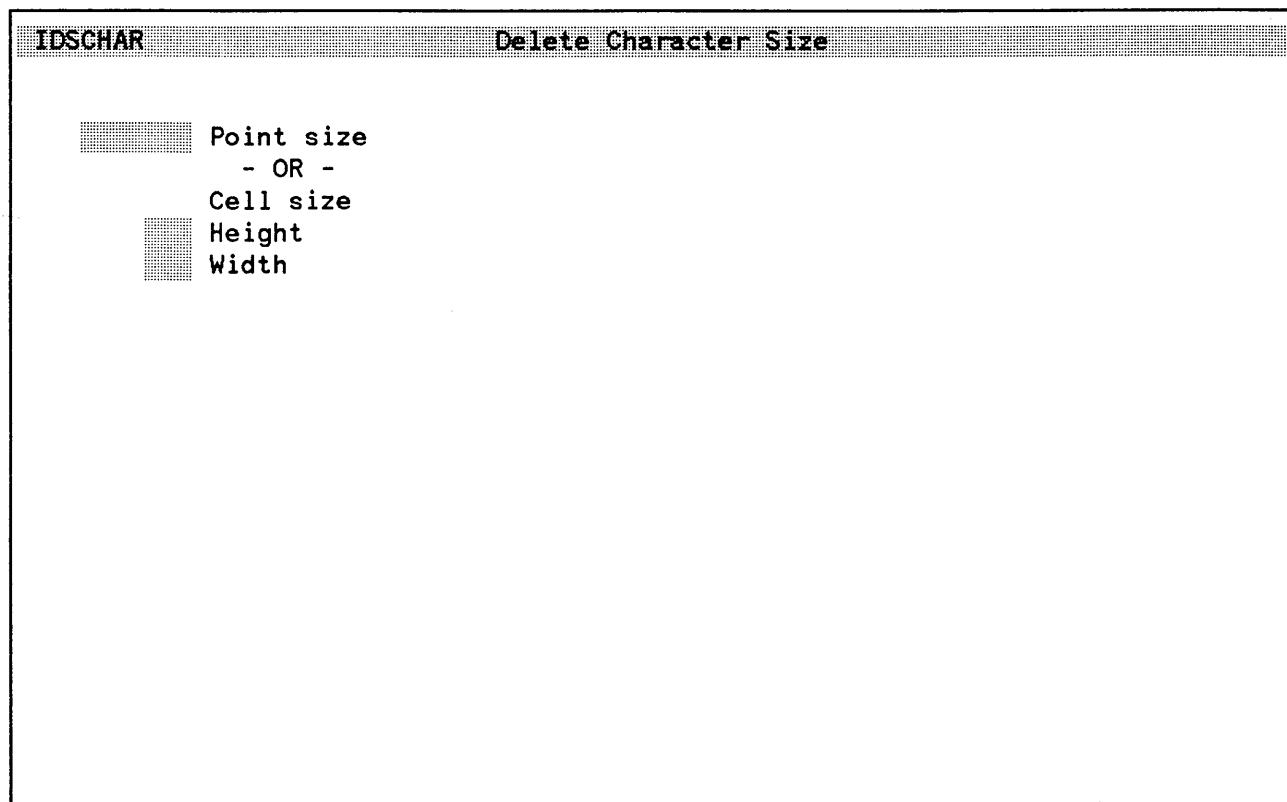 IDSCHAR Delete Character Size
Point size
- OR -
Cell size
Height
Width